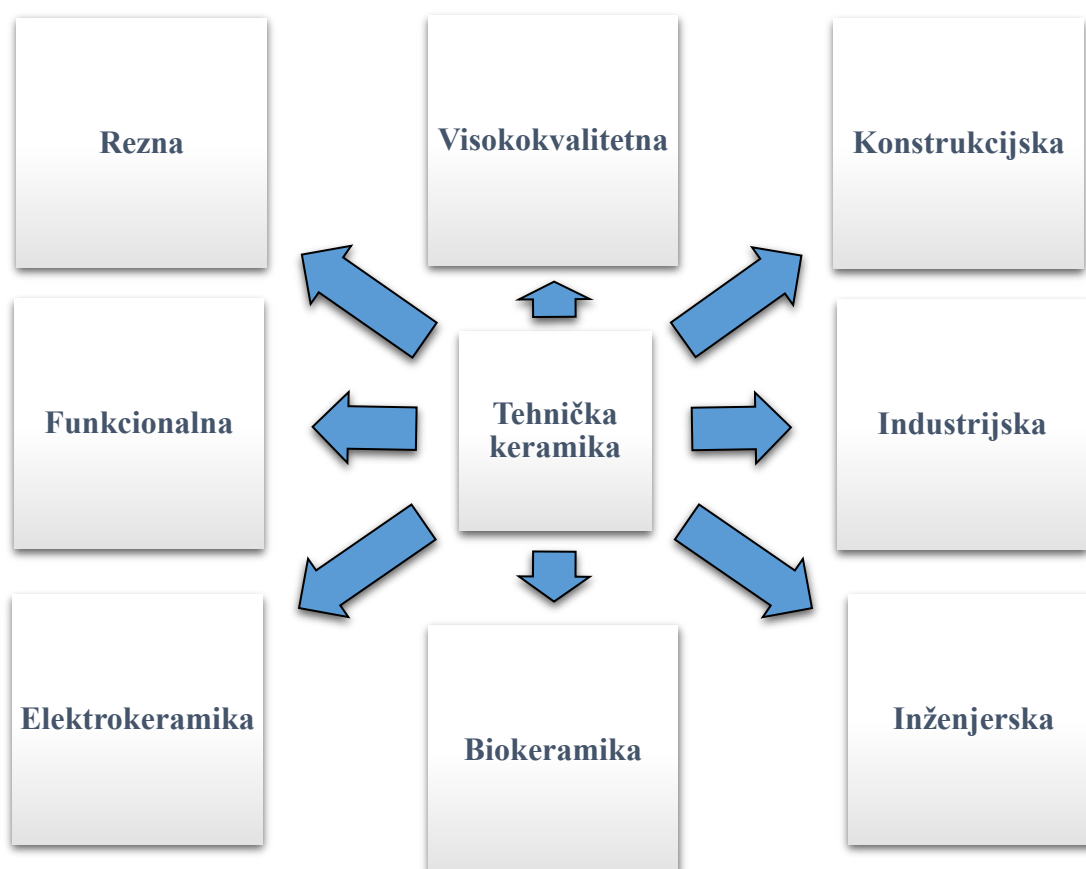 Rezna
Visokokvalitetna
Konstrukcijska
Funkcionalna
Tehnička
keramika
Industrijska
Elektrokeramika
Biokeramika
Inženjerska